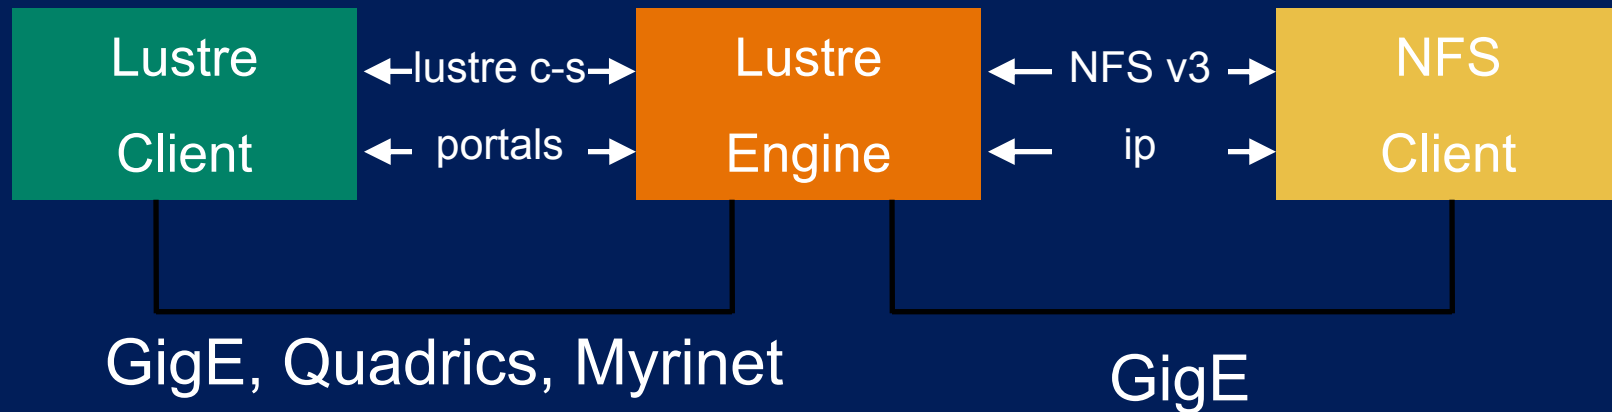 Lustre
Client
lustre c-s
portals
Lustre
Engine
NFS v3
ip
NFS
Client
GigE, Quadrics, Myrinet
GigE